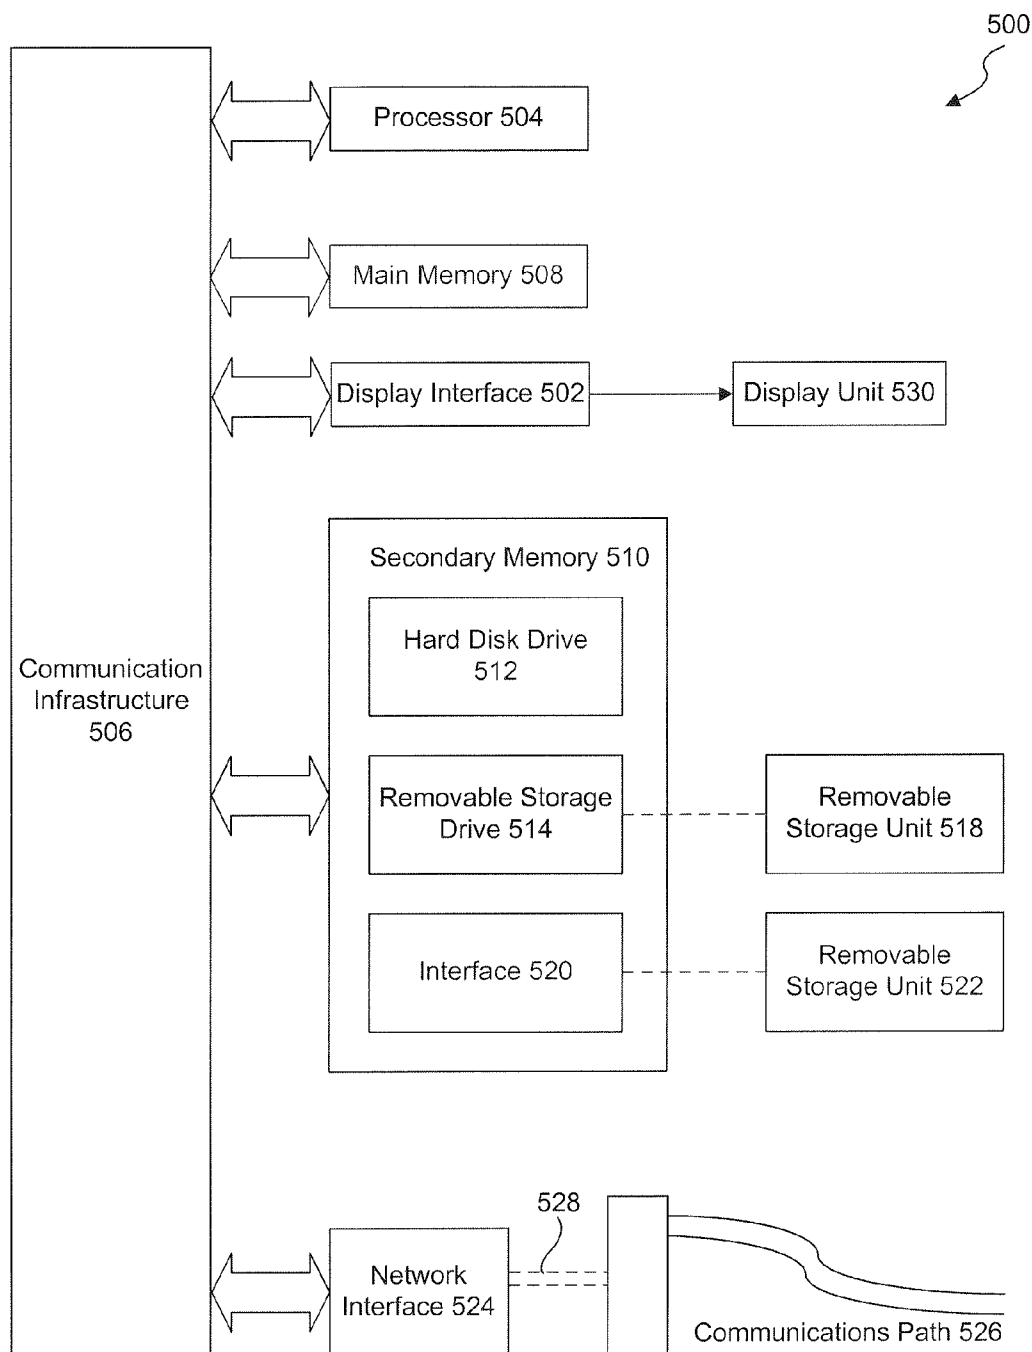 500
Processor 504
Main Memory 508
Display Interface 502
Display Unit 530
Secondary Memory 510
Hard Disk Drive
512
Communication
Infrastructure
506
Removable Storage
Drive 514
Removable
Storage Unit 518
Interface 520
Removable
Storage Unit 522
528
Network
Interface 524
Communications Path 526